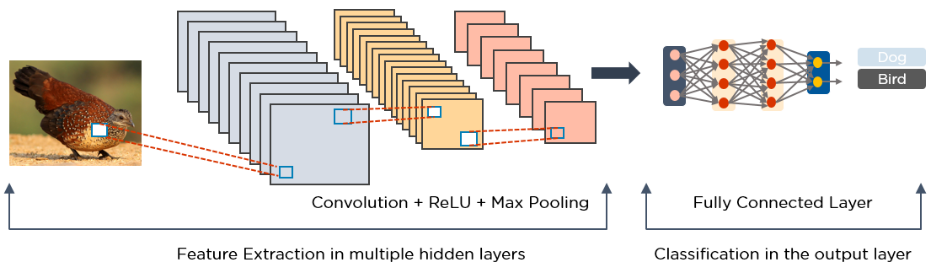 Dog
Bird
Convolution + ReLU + Max Pooling
Fully Connected Layer
Feature Extraction in multiple hidden layers
Classification in the output layer